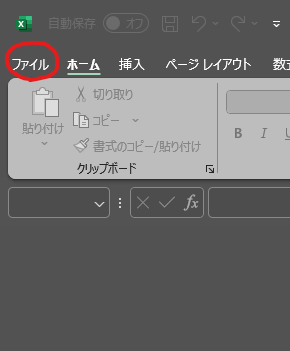 自動保存 オフ
ファイル ホーム 挿入 ページ レイアウト 数式
貼り付け
切り取り
コピー
書式のコピー/貼り付け
B I U
クリップボード
fx